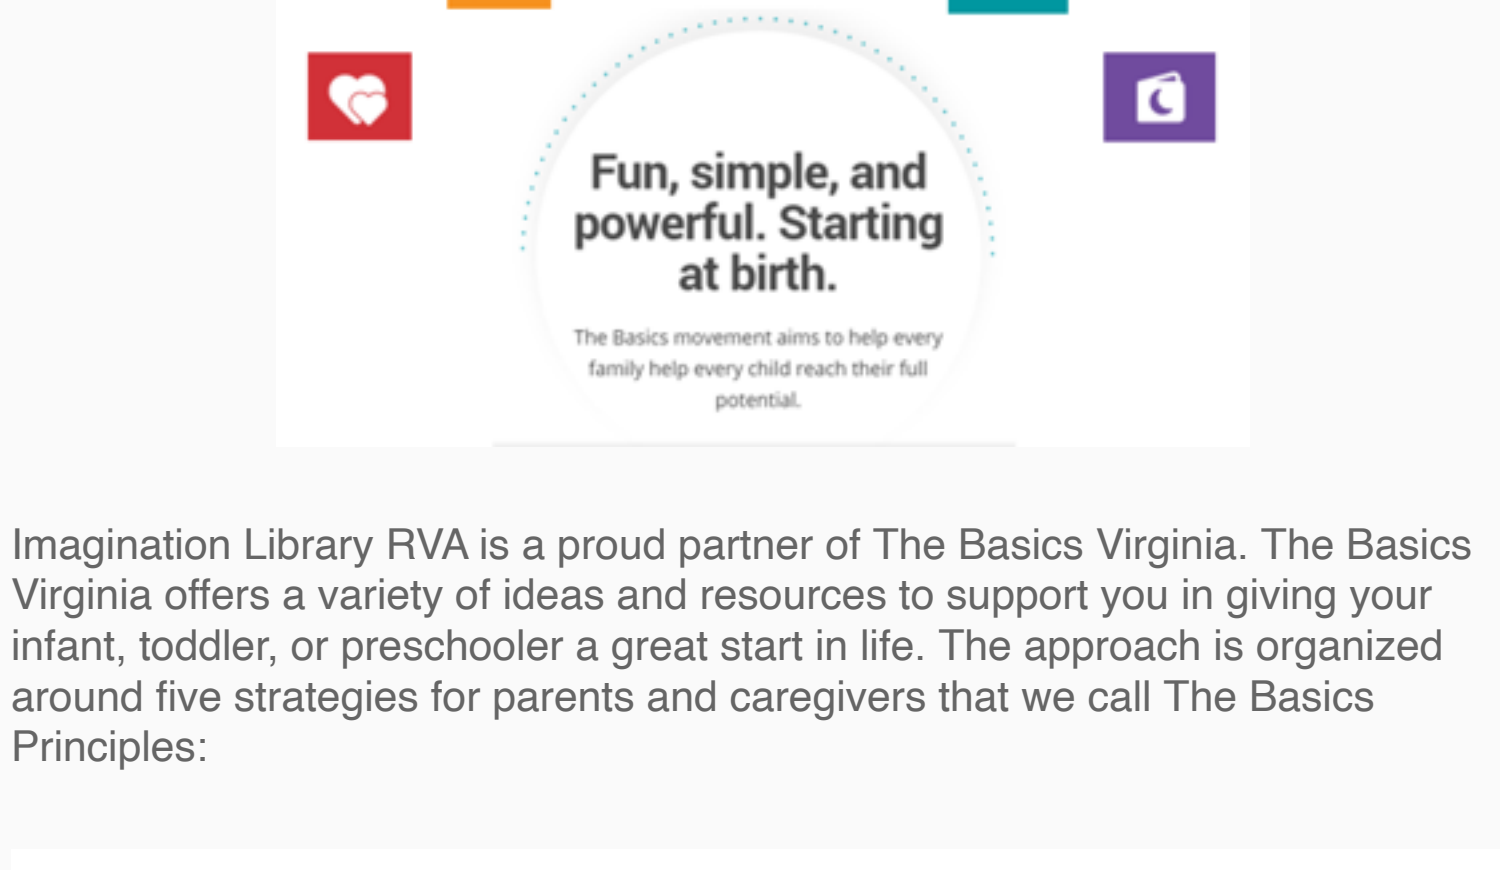 Fun, simple, and
powerful. Starting
at birth.
The Basics movement aims to help every
family help every child reach their full
potential.
Imagination Library RVA is a proud partner of The Basics Virginia. The Basics
Virginia offers a variety of ideas and resources to support you in giving your
infant, toddler, or preschooler a great start in life. The approach is organized
around five strategies for parents and caregivers that we call The Basics
Principles: